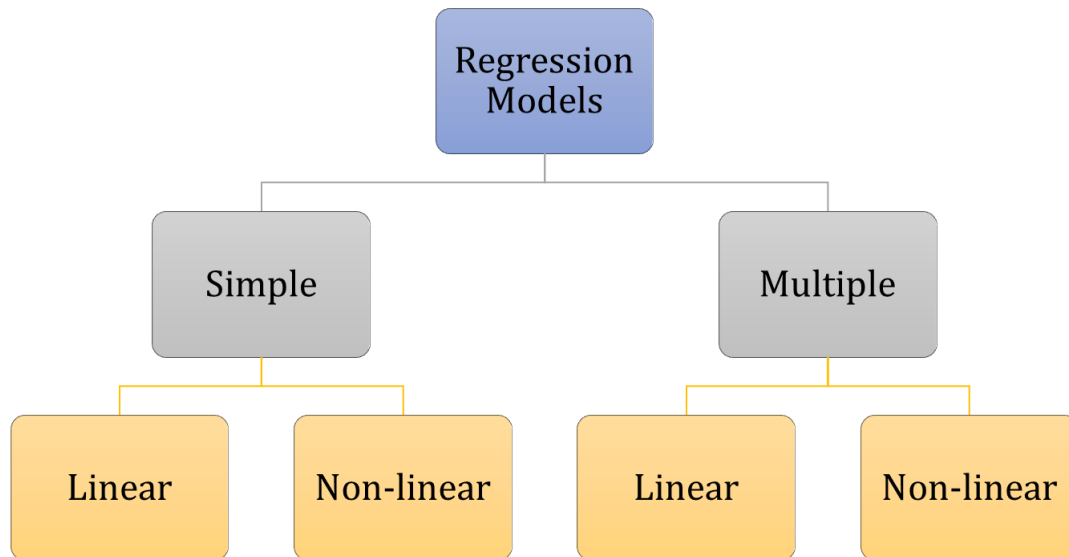 Regression
Models
Simple
Multiple
Linear
Non-linear
Linear
Non-linear